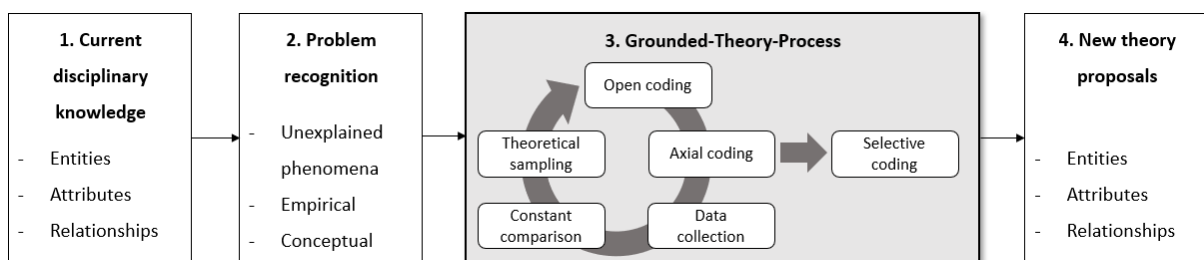 1. Current
disciplinary
knowledge
- Entities
- Attributes
- Relationships
2. Problem
recognition
- Unexplained
phenomena
- Empirical
- Conceptual
3. Grounded-Theory-Process
Open coding
Theoretical
sampling
Axial coding
Selective
coding
Constant
comparison
Data
collection
4. New theory
proposals
- Entities
- Attributes
- Relationships